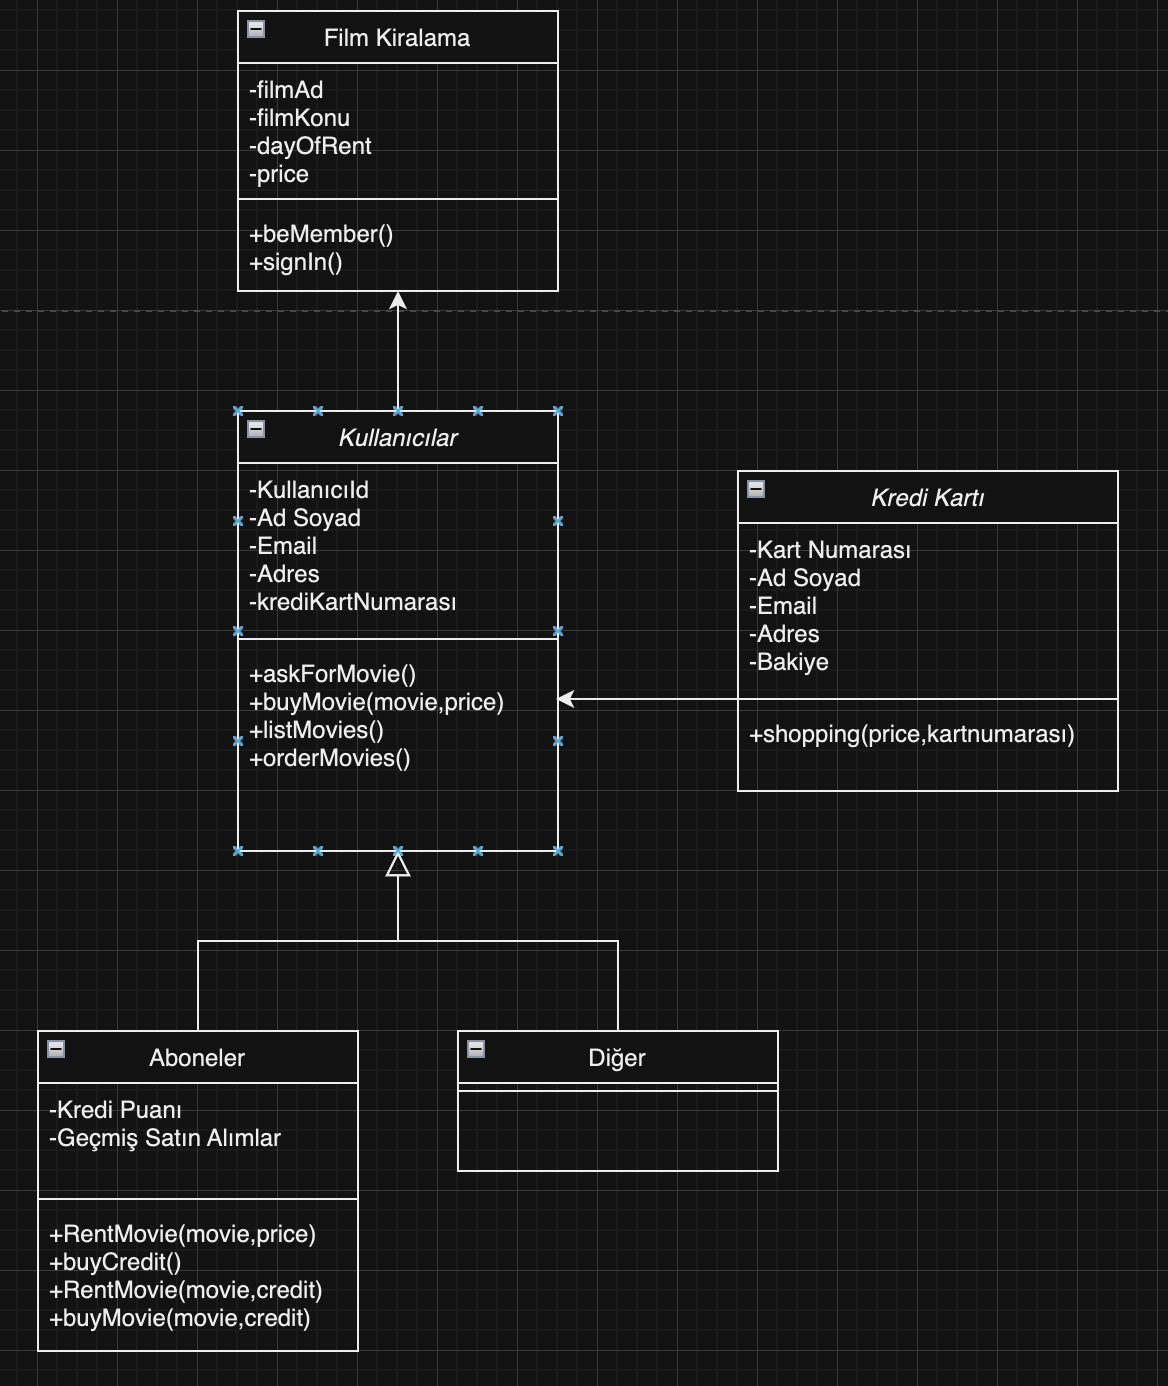 Film Kiralama
-filmAd
-filmKonu
-dayOfRent
-price
+beMember()
+signIn()
Kullanıcılar
-KullanıcıId
-Ad Soyad
-Email
-Adres
-krediKartNumarası
+askForMovie()
+buyMovie(movie,price)
+listMovies()
+orderMovies()
Kredi Kartı
-Kart Numarası
-Ad Soyad
-Email
-Adres
-Bakiye
+shopping(price,kartnumarası)
Aboneler
-Kredi Puanı
-Geçmiş Satın Alımlar
+RentMovie(movie,price)
+buyCredit()
+RentMovie(movie,credit)
+buyMovie(movie,credit)
Diğer